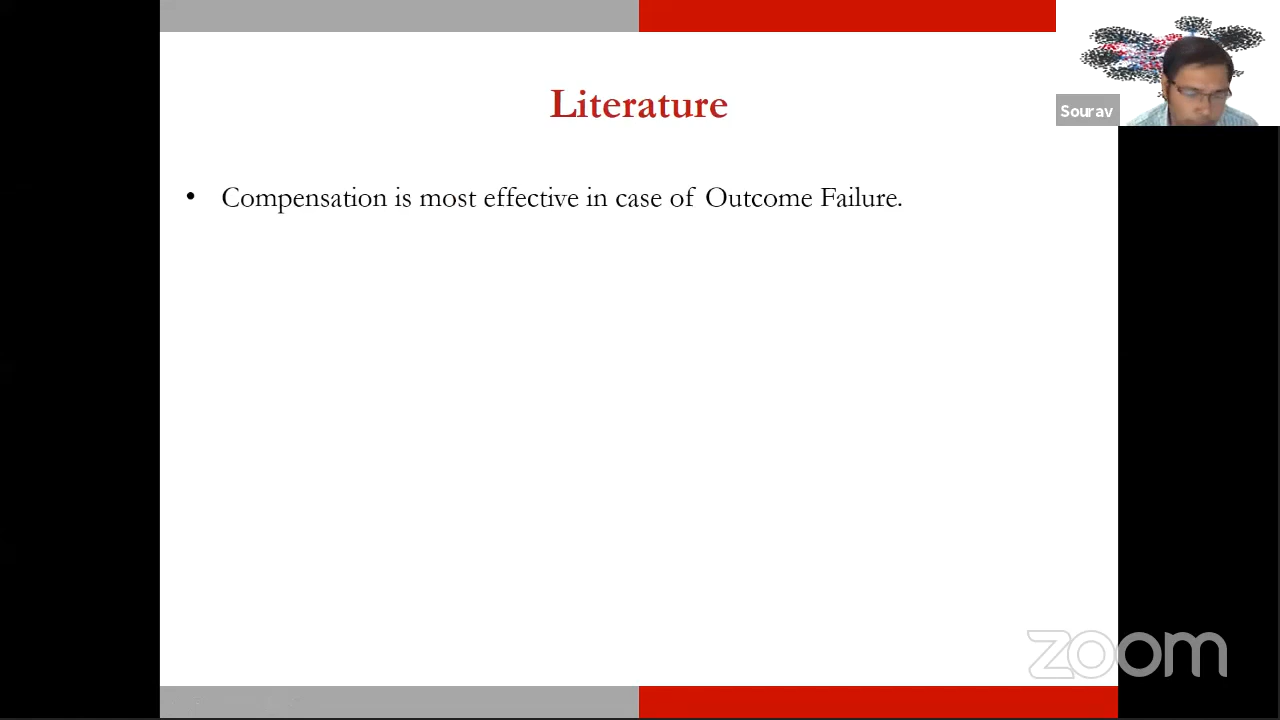 Literature
Sourav
• Compensation is most effective in case of Outcome Failure.
zoom